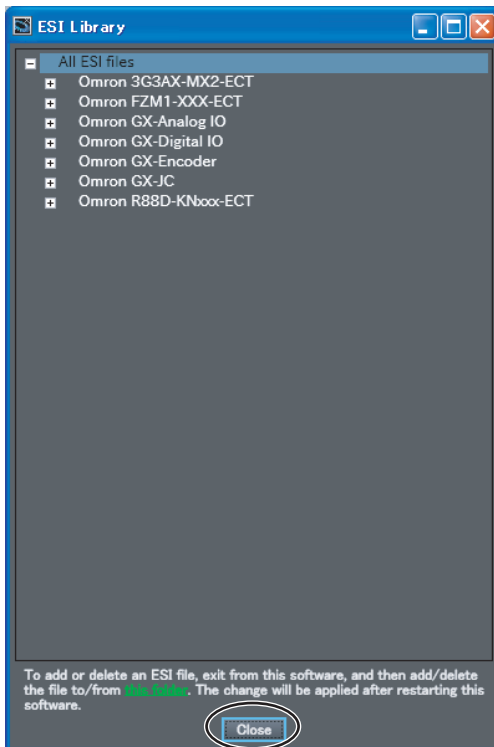 ESI Library
All ESI files
Omron 3G3AX-MX2-ECT
Omron FZM1-XXX-ECT
Omron GX-Analog IO
Omron GX-Digital IO
Omron GX-Encoder
Omron GX-JC
Omron R88D-KNxxx-ECT
To add or delete an ESI file, exit from this software, and then add/delete
the file to/from this folder. The change will be applied after restarting this
software.
Close